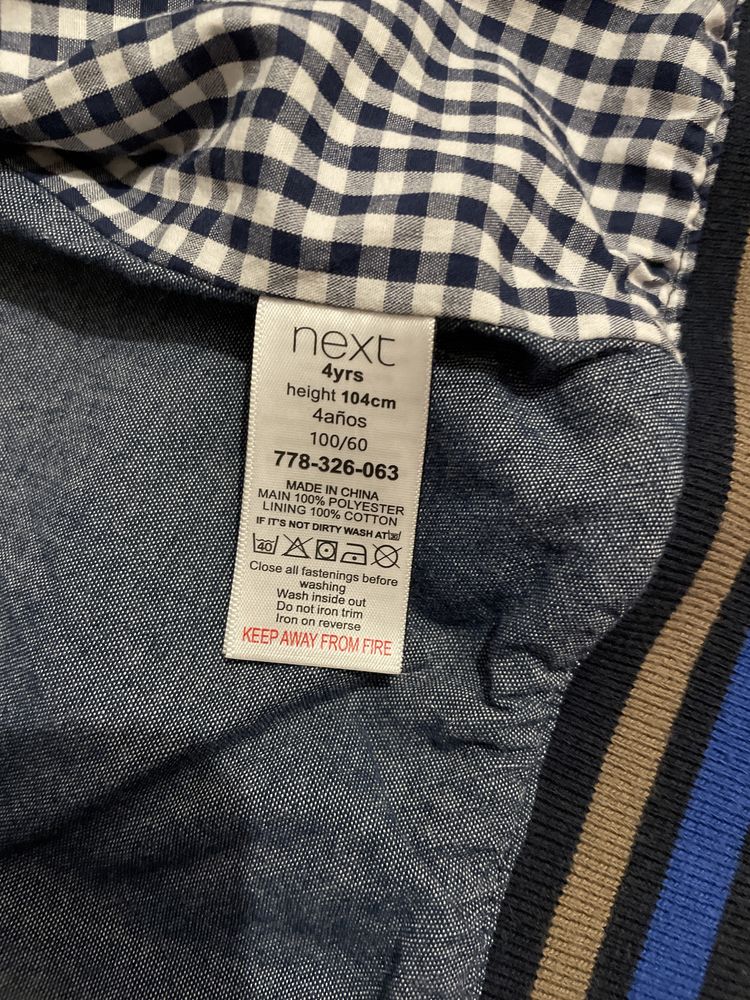 next
4yrs
height 104cm
4años
100/60
778-326-063
MADE IN CHINA
MAIN 100% POLYESTER
LINING 100% COTTON
IF IT'S NOT DIRTY WASH AT
40
Close all fastenings before
washing
Wash inside out
Do not iron trim
Iron on reverse
KEEP AWAY FROM FIRE